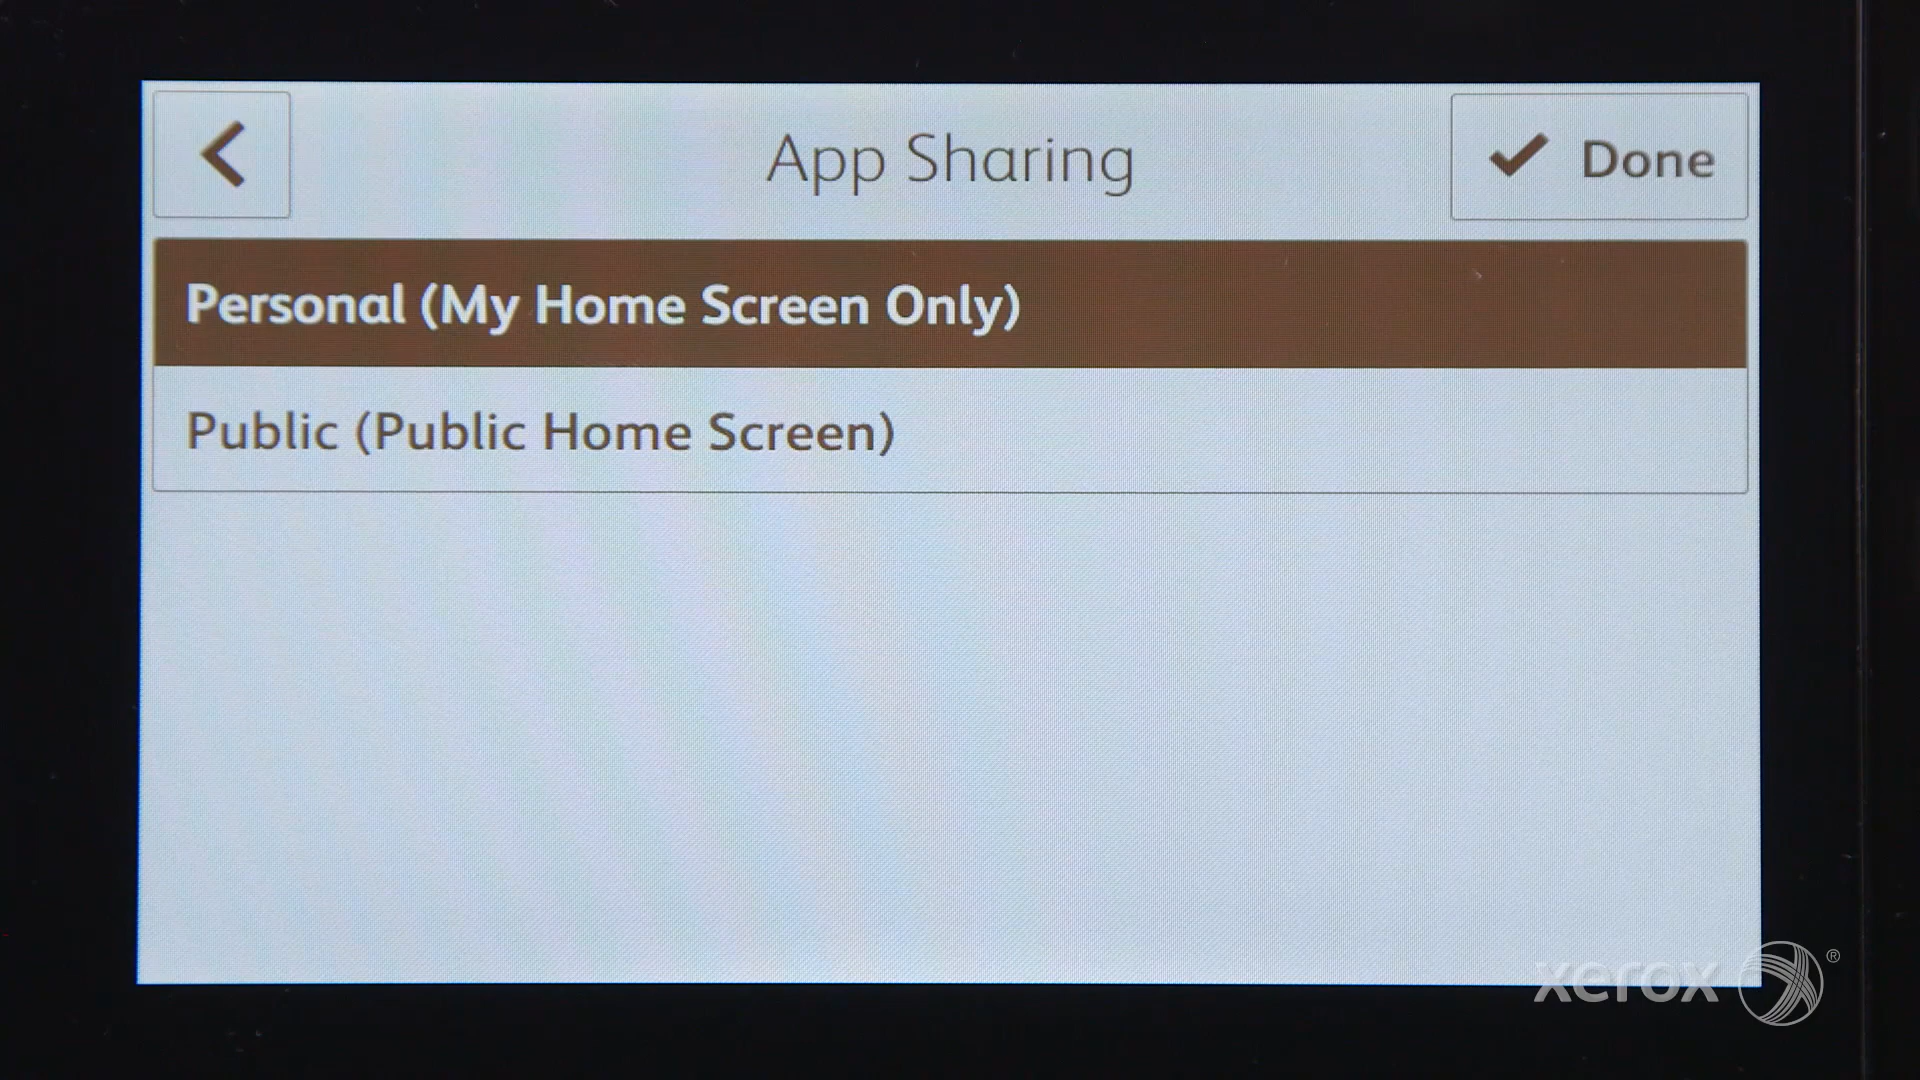 App Sharing
Done
Personal (My Home Screen Only)
Public (Public Home Screen)
xerox ®